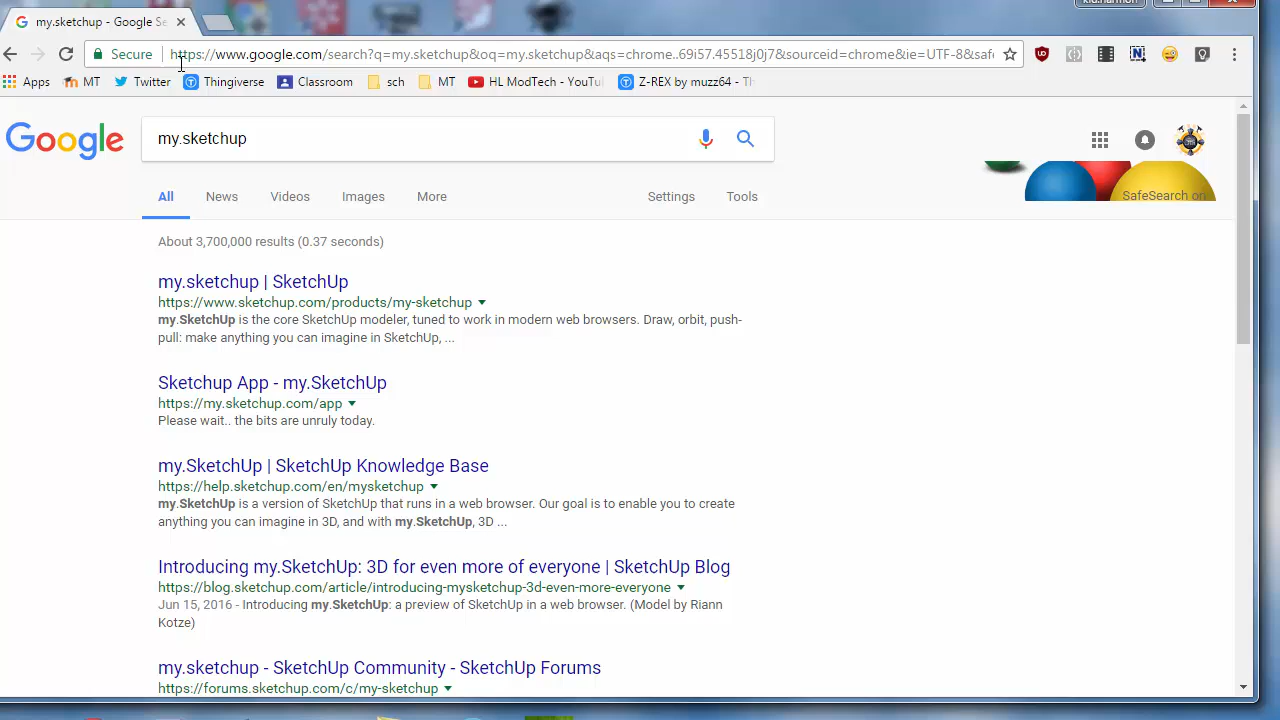 my.sketchup - Google Se
Secure https://www.google.com/search?q=my.sketchup&oq=my.sketchup&aqs=chrome..69i57.4551j0j7&sourceid=chrome&ie=UTF-8&safe
Apps MT Twitter Thingiverse Classroom sch MT HL ModTech - YouTu Z-REX by muzz64 - Th
Google my.sketchup
All News Videos Images More Settings Tools SafeSearch on
About 3,700,000 results (0.37 seconds)
my.sketchup | SketchUp
https://www.sketchup.com/products/my-sketchup
my.SketchUp is the core SketchUp modeler, tuned to work in modern web browsers. Draw, orbit, push-
pull: make anything you can imagine in SketchUp, ...
Sketchup App - my.SketchUp
https://my.sketchup.com/app
Please wait.. the bits are unruly today.
my.SketchUp | SketchUp Knowledge Base
https://help.sketchup.com/en/mysketchup
my.SketchUp is a version of SketchUp that runs in a web browser. Our goal is to enable you to create
anything you can imagine in 3D, and with my.SketchUp, 3D ...
Introducing my.SketchUp: 3D for even more of everyone | SketchUp Blog
https://blog.sketchup.com/article/introducing-mysketchup-3d-even-more-everyone
Jun 15, 2016 - Introducing my.SketchUp: a preview of SketchUp in a web browser. (Model by Riann
Kotze)
my.sketchup - SketchUp Community - SketchUp Forums
https://forums.sketchup.com/c/my-sketchup